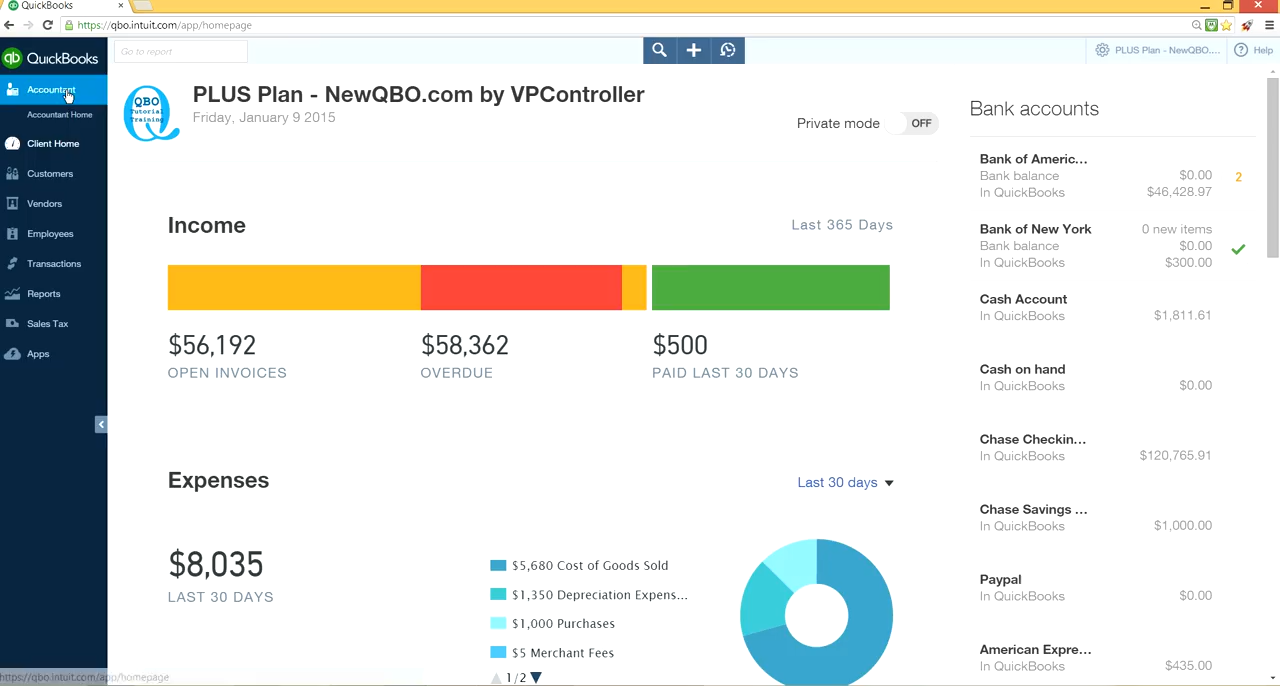 QuickBooks
https://qbo.intuit.com/app/homepage
qb QuickBooks
Go to report
PLUS Plan - NewQBO....
Help
Accountant
Accountant Home
Client Home
Customers
Vendors
Employees
Transactions
Reports
Sales Tax
Apps
QBO
Tutorial
Training
PLUS Plan - NewQBO.com by VPController
Friday, January 9 2015
Private mode OFF
Income
Last 365 Days
$56,192
OPEN INVOICES
$58,362
OVERDUE
$500
PAID LAST 30 DAYS
Expenses
Last 30 days
$8,035
LAST 30 DAYS
$5,680 Cost of Goods Sold
$1,350 Depreciation Expens...
$1,000 Purchases
$5 Merchant Fees
1/2
Bank accounts
Bank of Americ...
Bank balance $0.00
In QuickBooks $46,428.97
2
Bank of New York 0 new items
Bank balance $0.00
In QuickBooks $300.00
Cash Account
In QuickBooks $1,811.61
Cash on hand
In QuickBooks $0.00
Chase Checkin...
In QuickBooks $120,765.91
Chase Savings ...
In QuickBooks $1,000.00
Paypal
In QuickBooks $0.00
American Expre...
In QuickBooks $435.00
https://qbo.intuit.com/app/homepage